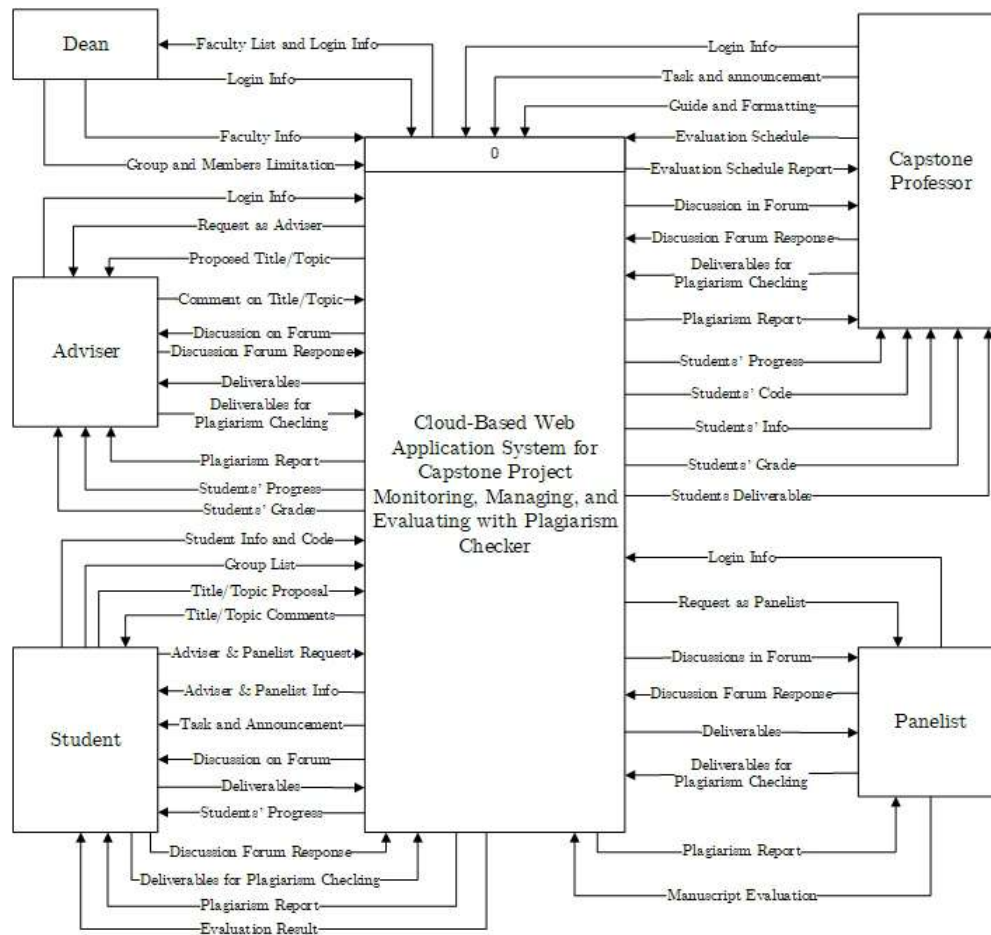 Dean
Faculty List and Login Info
Login Info
Faculty Info
Group and Members Limitation
Login Info
Request as Adviser
Proposed Title/Topic
Comment on Title/Topic
Discussion on Forum
Discussion Forum Response
Deliverables
Deliverables for
Plagiarism Checking
Plagiarism Report
Students' Progress
Students' Grades
Adviser
Student Info and Code
Group List
Title/Topic Proposal
Title/Topic Comments
Adviser & Panelist Request
Adviser & Panelist Info
Task and Announcement
Discussion on Forum
Deliverables
Students' Progress
Discussion Forum Response
Deliverables for Plagiarism Checking
Plagiarism Report
Evaluation Result
Student
0
Cloud-Based Web
Application System for
Capstone Project
Monitoring, Managing, and
Evaluating with Plagiarism
Checker
Login Info
Task and announcement
Guide and Formatting
Evaluation Schedule
Evaluation Schedule Report
Discussion in Forum
Discussion Forum Response
Deliverables for
Plagiarism Checking
Plagiarism Report
Students' Progress
Students' Code
Students' Info
Students' Grade
Students Deliverables
Capstone
Professor
Login Info
Request as Panelist
Discussions in Forum
Discussion Forum Response
Deliverables
Deliverables for
Plagiarism Checking
Plagiarism Report
Manuscript Evaluation
Panelist